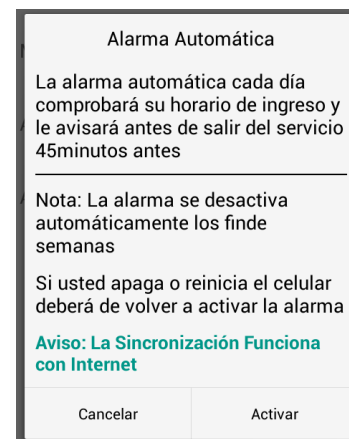 Alarma Automática
La alarma automática cada día
comprobará su horario de ingreso y
le avisará antes de salir del servicio
45minutos antes
Nota: La alarma se desactiva
automáticamente los finde
semanas
Si usted apaga o reinicia el celular
deberá de volver a activar la alarma
Aviso: La Sincronización Funciona
con Internet
Cancelar
Activar